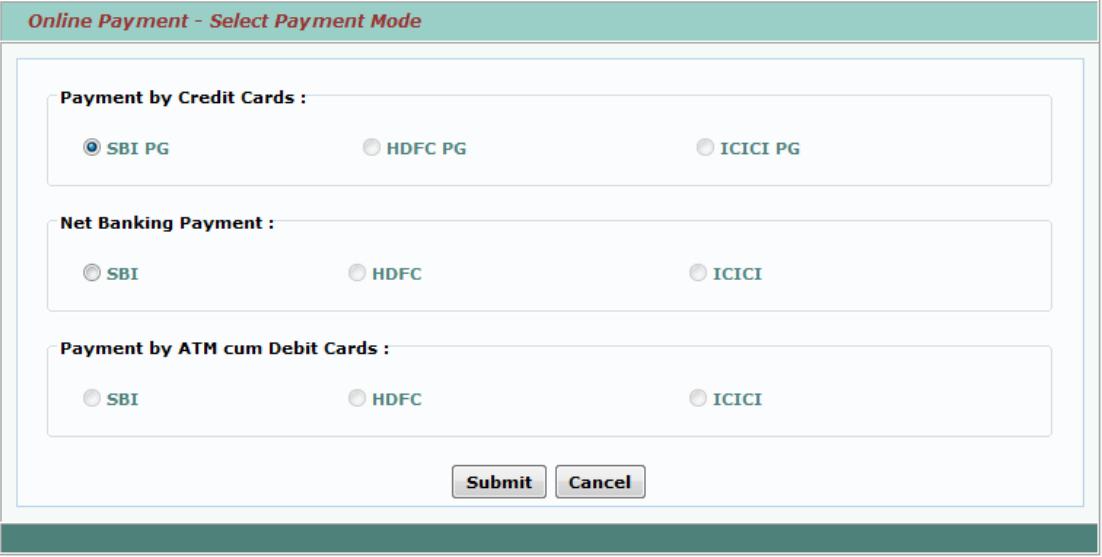 Online Payment - Select Payment Mode
Payment by Credit Cards :
SBI PG HDFC PG ICICI PG
Net Banking Payment :
SBI HDFC ICICI
Payment by ATM cum Debit Cards :
SBI HDFC ICICI
Submit Cancel